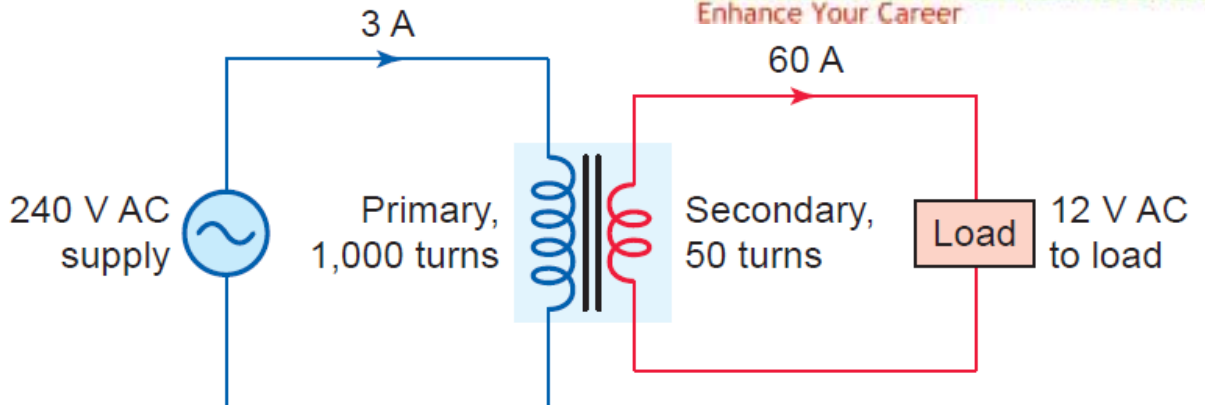 Enhance Your Career
3 A
60 A
240 V AC
supply
Primary,
1,000 turns
Secondary,
50 turns
Load
12 V AC
to load